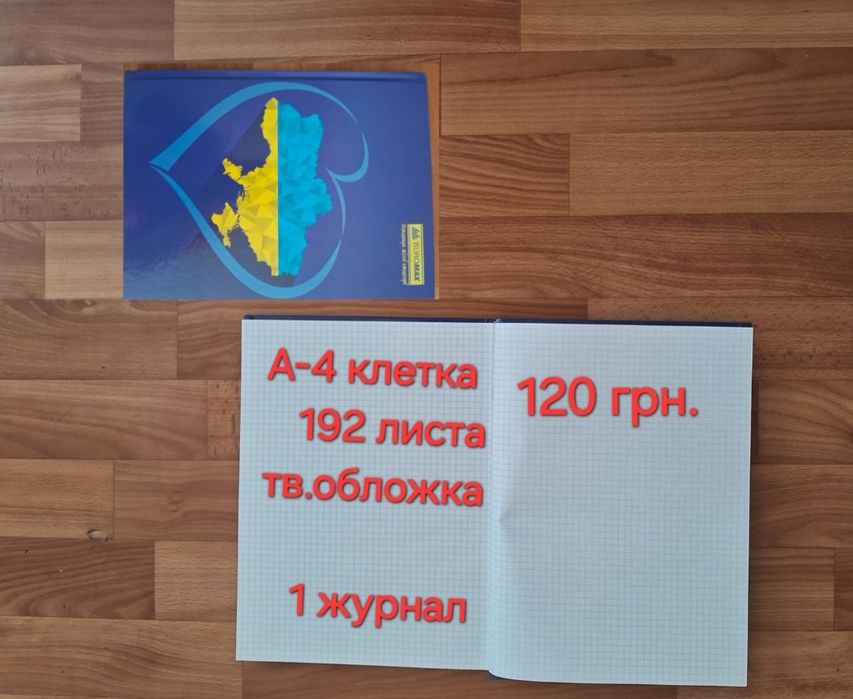 BUROMAX
А-4 клетка
192 листа
тв.обложка
1 журнал
120 грн.